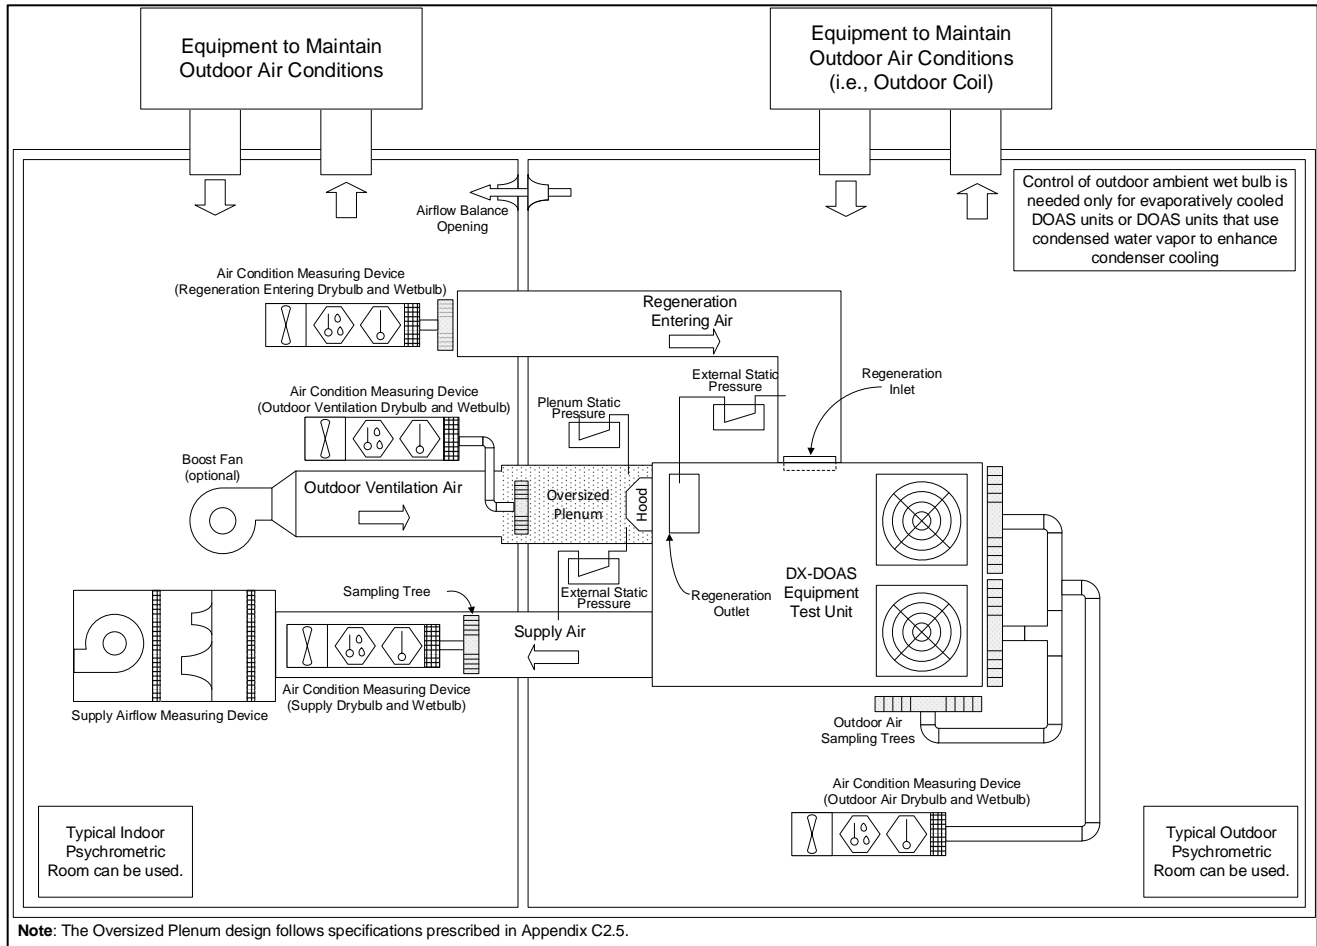 Equipment to Maintain
Outdoor Air Conditions
Equipment to Maintain
Outdoor Air Conditions
(i.e., Outdoor Coil)
Control of outdoor ambient wet bulb is
needed only for evaporatively cooled
DOAS units or DOAS units that use
condensed water vapor to enhance
condenser cooling
Airflow Balance
Opening
Air Condition Measuring Device
(Regeneration Entering Drybulb and Wetbulb)
Regeneration
Entering Air
External Static
Pressure
Regeneration
Inlet
Air Condition Measuring Device
(Outdoor Ventilation Drybulb and Wetbulb)
Plenum Static
Pressure
Boost Fan
(optional)
Outdoor Ventilation Air
Oversized
Plenum
Hood
DX-DOAS
Equipment
Test Unit
External Static
Pressure
Regeneration
Outlet
Sampling Tree
Supply Air
Air Condition Measuring Device
(Supply Drybulb and Wetbulb)
Supply Airflow Measuring Device
Outdoor Air
Sampling Trees
Air Condition Measuring Device
(Outdoor Air Drybulb and Wetbulb)
Typical Indoor
Psychrometric
Room can be used.
Typical Outdoor
Psychrometric
Room can be used.
Note: The Oversized Plenum design follows specifications prescribed in Appendix C2.5.